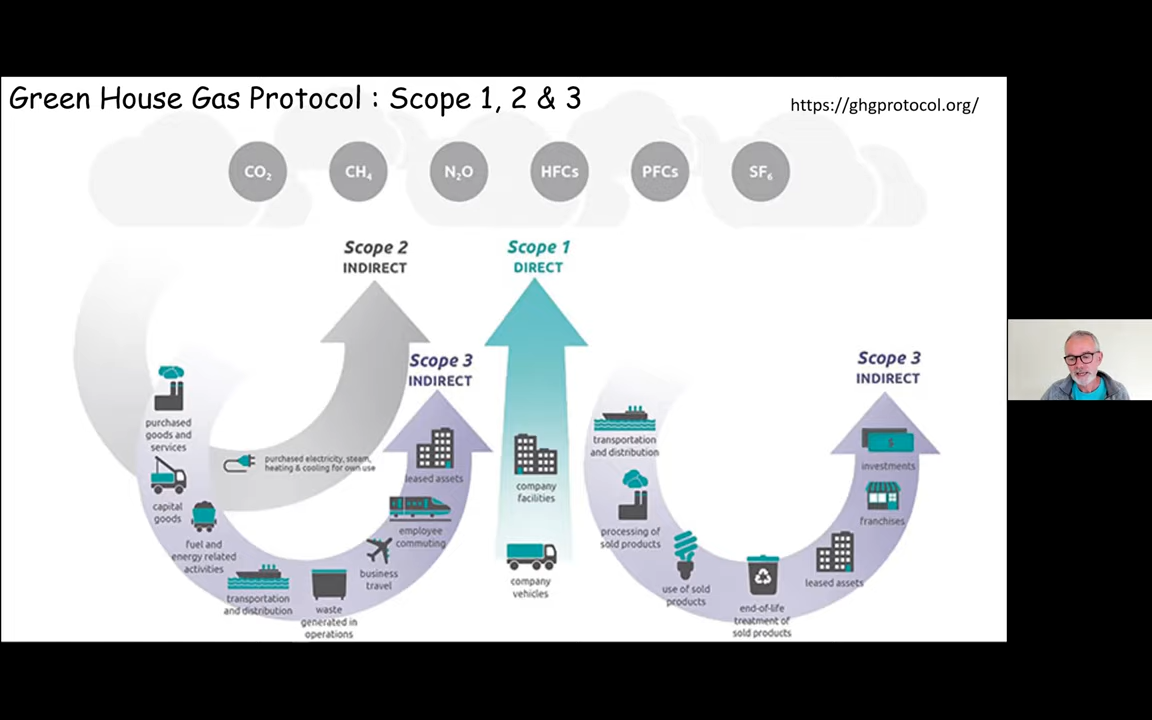 Green House Gas Protocol : Scope 1, 2 & 3
https://ghgprotocol.org/
CO₂
CH₄
N₂O
HFCs
PFCs
SF₆
Scope 2
INDIRECT
Scope 1
DIRECT
Scope 3
INDIRECT
Scope 3
INDIRECT
purchased
goods and
services
capital
goods
fuel and
energy related
activities
transportation
and distribution
waste
generated in
operations
business
travel
employee
commuting
leased assets
purchased electricity, steam,
heating & cooling for own use
company
facilities
company
vehicles
transportation
and distribution
processing of
sold products
use of sold
products
end-of-life
treatment of
sold products
leased assets
franchises
investments
$